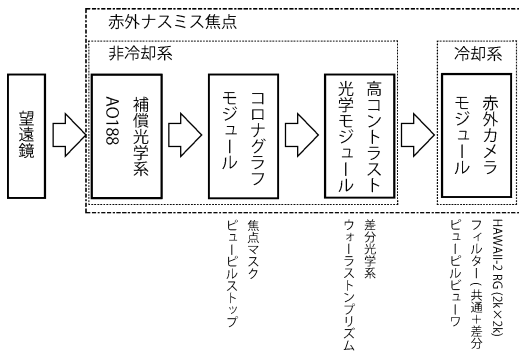 赤外ナスミス焦点
非冷却系
冷却系
望遠鏡
補償光学系
AO188
コロナグラフ
モジュール
高コントラスト
光学モジュール
赤外カメラ
モジュール
焦点マスク
ピューピルストップ
差分光学系
ウォーラストンプリズム
HAWAII-2 RG (2k×2k)
フィルター ( 共通＋差分
ピューピルビューワ